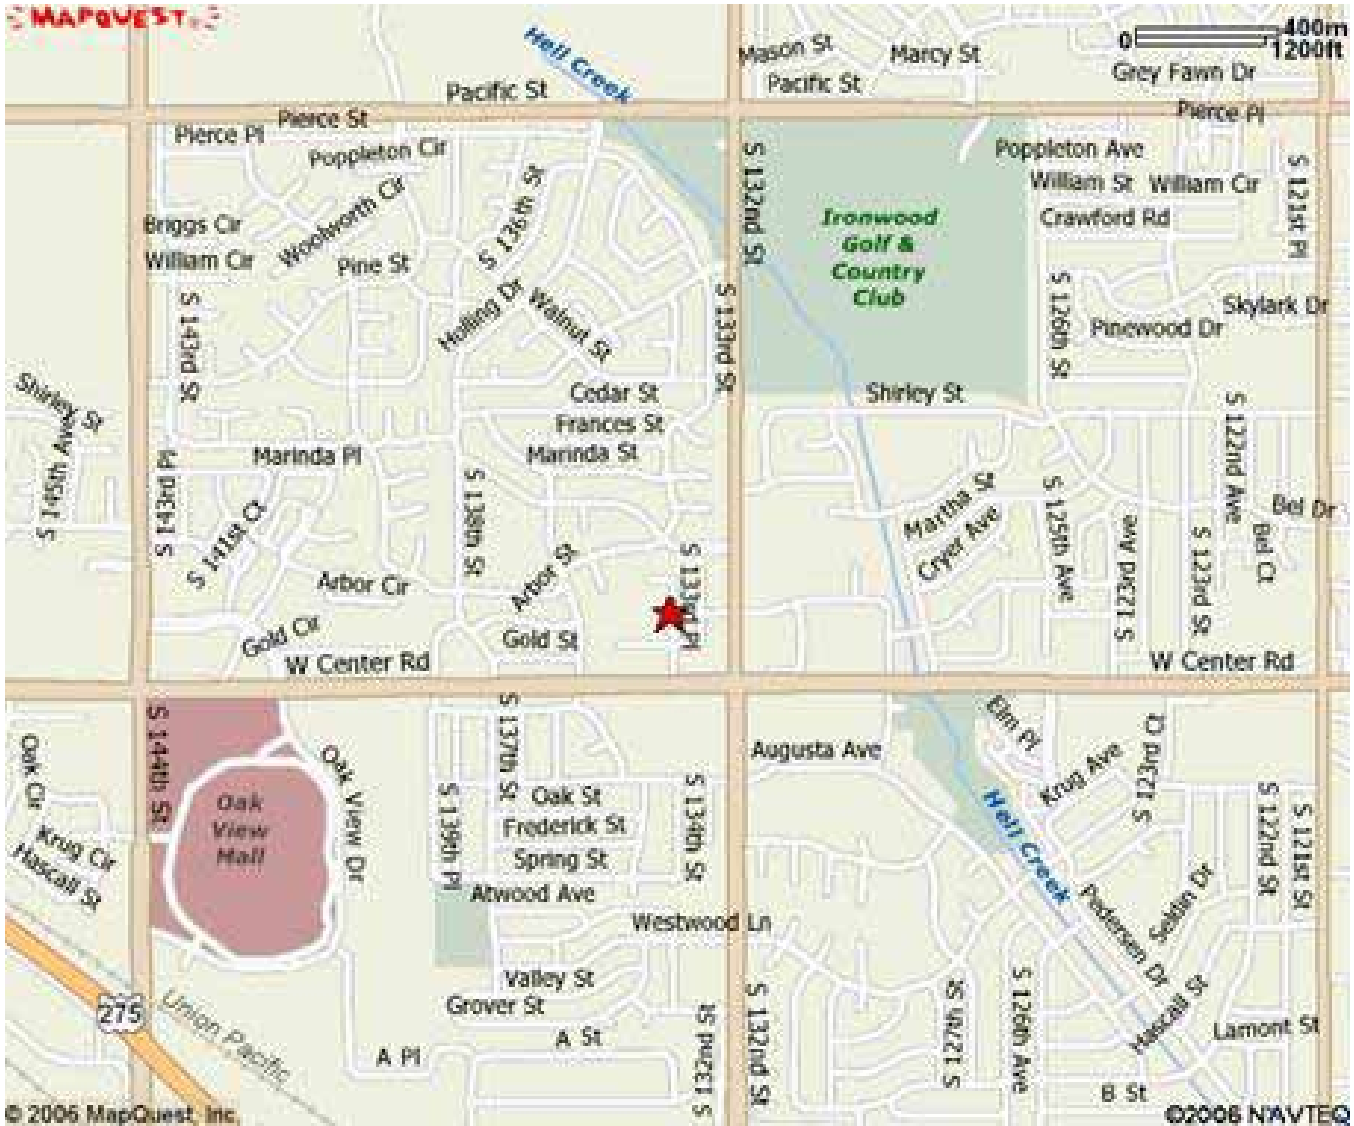 MAPQUEST
Hell Creek
Mason St
Marcy St
0
400m
1200ft
Grey Fawn Dr
Pacific St
Pacific St
Pierce Pl
Pierce St
Pierce Pl
Poppleton Cir
Poppleton Ave
Woolworth Cir
S 136th St
S 132nd St
William St
William Cir
S 121st Pl
Briggs Cir
Ironwood
Golf &
Country
Club
Crawford Rd
William Cir
Pine St
S 143rd St
Holling Dr
Walnut St
S 133rd St
S 126th St
Skylark Dr
Pinewood Dr
Shirley St
Cedar St
Shirley St
S 122nd Ave
S 145th Ave
Frances St
Marinda Pl
Marinda St
S 143rd Pl
S 138th St
Martha St
S 125th Ave
Bel Dr
S 141st Ct
Cryer Ave
S 123rd Ave
S 123rd St
Bel Ct
Arbor St
S 133rd Pl
Arbor Cir
Gold Cir
Gold St
W Center Rd
W Center Rd
S 144th St
S 137th St
Elm Pl
Oak Cir
Oak View Dr
Augusta Ave
Krug Ave
S 123rd Ct
Oak
View
Mall
S 139th Pl
Oak St
S 134th St
Hell Creek
S 122nd St
S 121st St
Krug Cir
Frederick St
Hascall St
Spring St
Atwood Ave
Pedersen Dr
Seldin Dr
Westwood Ln
Valley St
275
Union Pacific
Grover St
S 132nd St
S 132nd St
S 127th St
S 126th Ave
Hascall St
Lamont St
A St
A Pl
B St
© 2006 MapQuest, Inc.
©2006 NAVTEQ